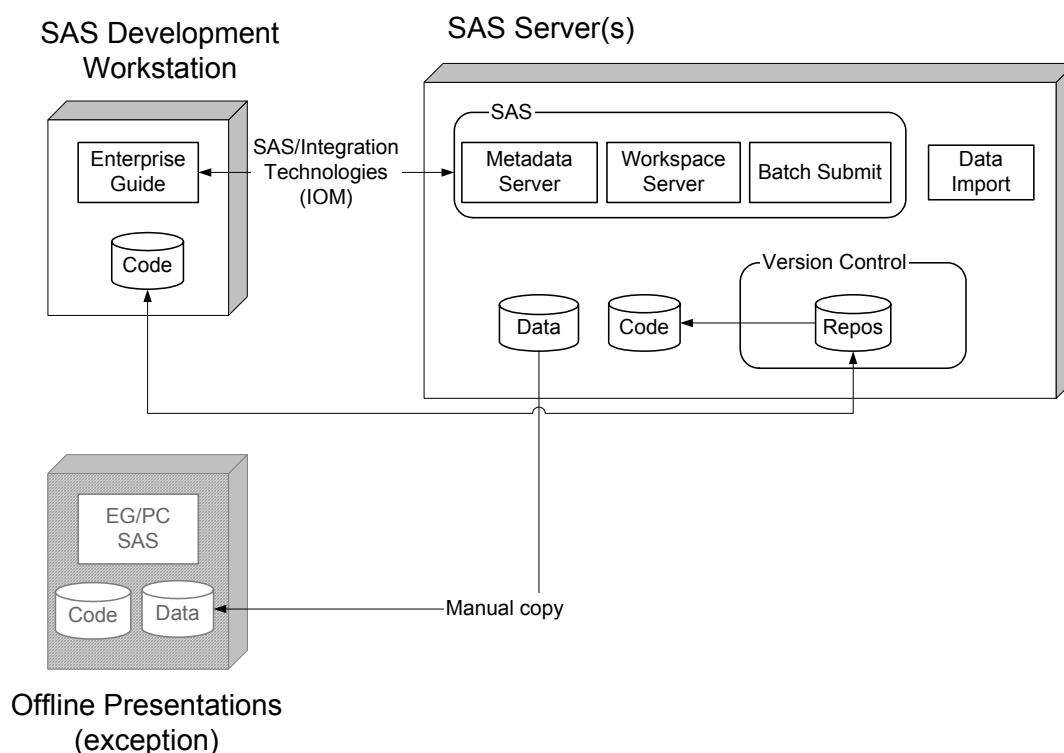 SAS Development
Workstation
SAS Server(s)
Enterprise
Guide
Code
SAS/Integration
Technologies
(IOM)
SAS
Metadata
Server
Workspace
Server
Batch Submit
Data
Import
Version Control
Data
Code
Repos
EG/PC
SAS
Code
Data
Manual copy
Offline Presentations
(exception)